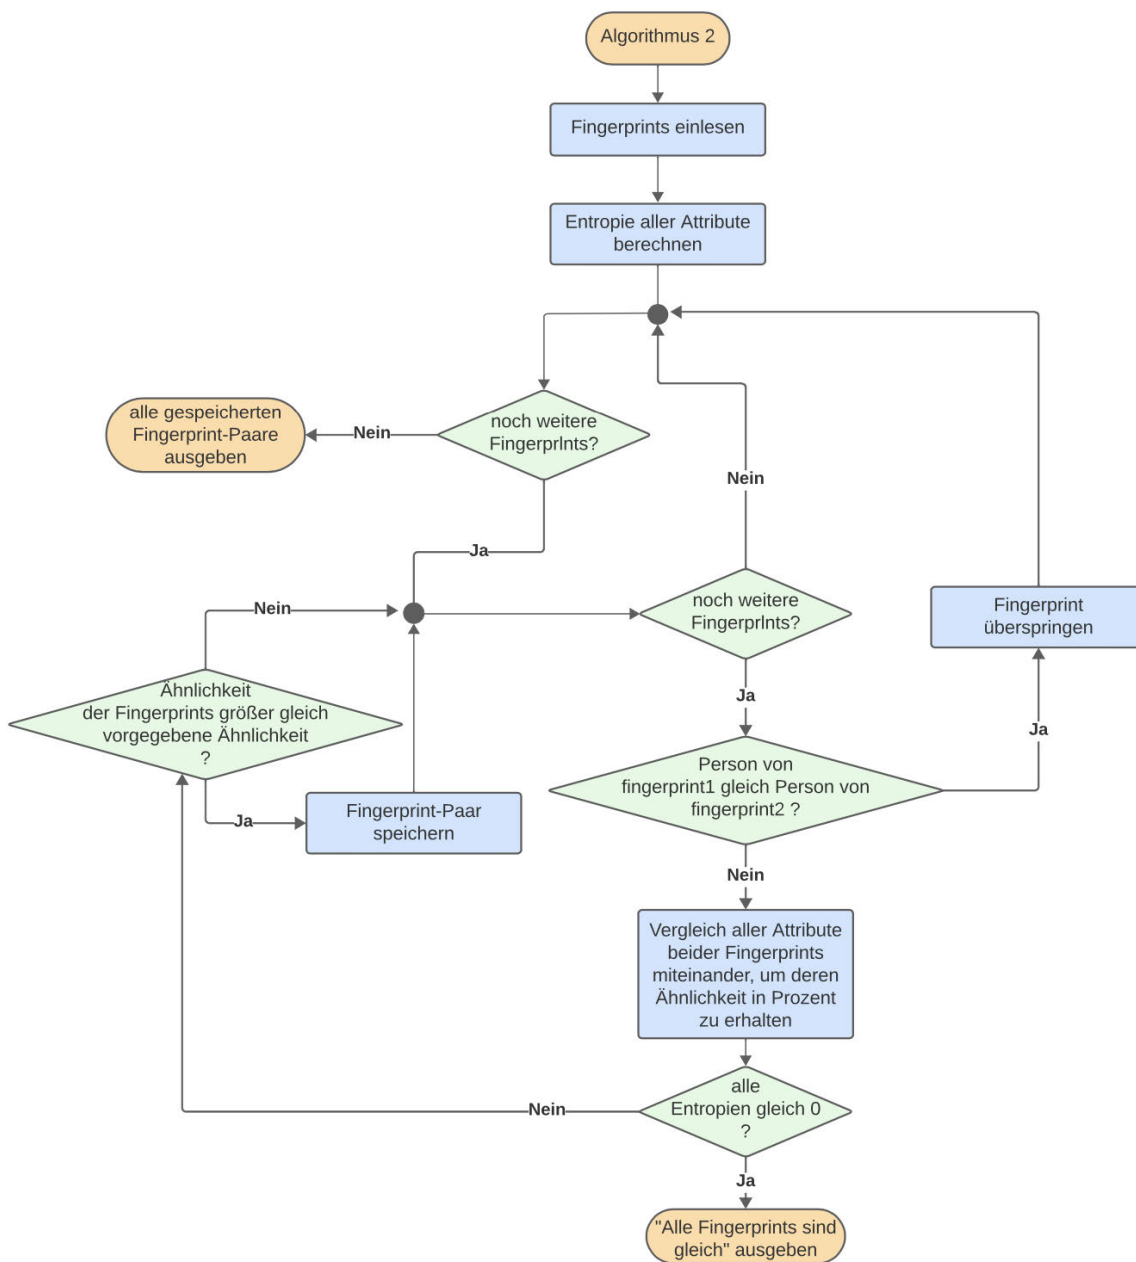 Algorithmus 2
Fingerprints einlesen
Entropie aller Attribute
berechnen
alle gespeicherten
Fingerprint-Paare
ausgeben
Nein
noch weitere
FingerprInts?
Nein
Ja
Nein
noch weitere
FingerprInts?
Fingerprint
überspringen
Ähnlichkeit
der Fingerprints größer gleich
vorgegebene Ähnlichkeit
?
Ja
Ja
Person von
fingerprint1 gleich Person von
fingerprint2 ?
Ja
Fingerprint-Paar
speichern
Nein
Vergleich aller Attribute
beider Fingerprints
miteinander, um deren
Ähnlichkeit in Prozent
zu erhalten
Nein
alle
Entropien gleich 0
?
Ja
"Alle Fingerprints sind
gleich" ausgeben